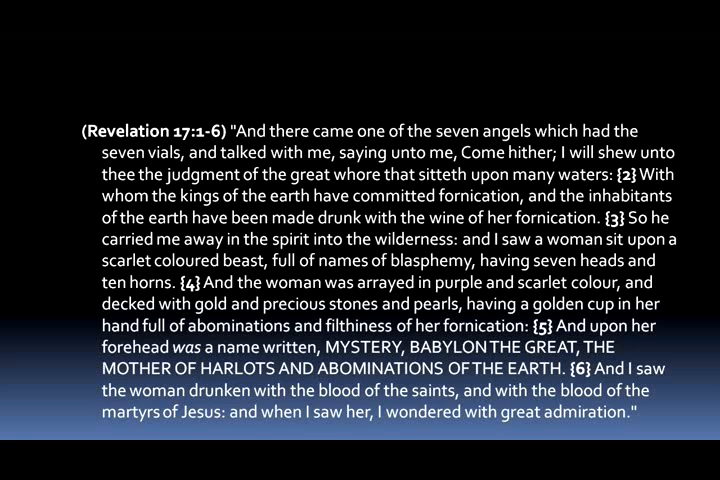 (Revelation 17:1-6) "And there came one of the seven angels which had the
seven vials, and talked with me, saying unto me, Come hither; I will shew unto
thee the judgment of the great whore that sitteth upon many waters: {2} With
whom the kings of the earth have committed fornication, and the inhabitants
of the earth have been made drunk with the wine of her fornication. {3} So he
carried me away in the spirit into the wilderness: and I saw a woman sit upon a
scarlet coloured beast, full of names of blasphemy, having seven heads and
ten horns. {4} And the woman was arrayed in purple and scarlet colour, and
decked with gold and precious stones and pearls, having a golden cup in her
hand full of abominations and filthiness of her fornication: {5} And upon her
forehead was a name written, MYSTERY, BABYLON THE GREAT, THE
MOTHER OF HARLOTS AND ABOMINATIONS OF THE EARTH. {6} And I saw
the woman drunken with the blood of the saints, and with the blood of the
martyrs of Jesus: and when I saw her, I wondered with great admiration."